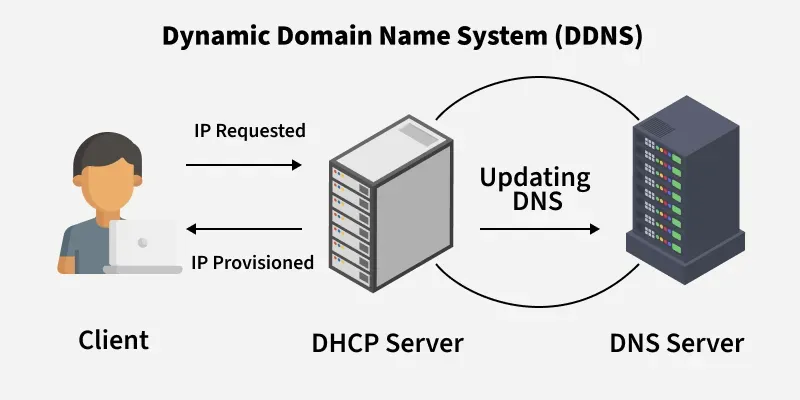 Dynamic Domain Name System (DDNS)
IP Requested
Updating
DNS
IP Provisioned
Client
DHCP Server
DNS Server